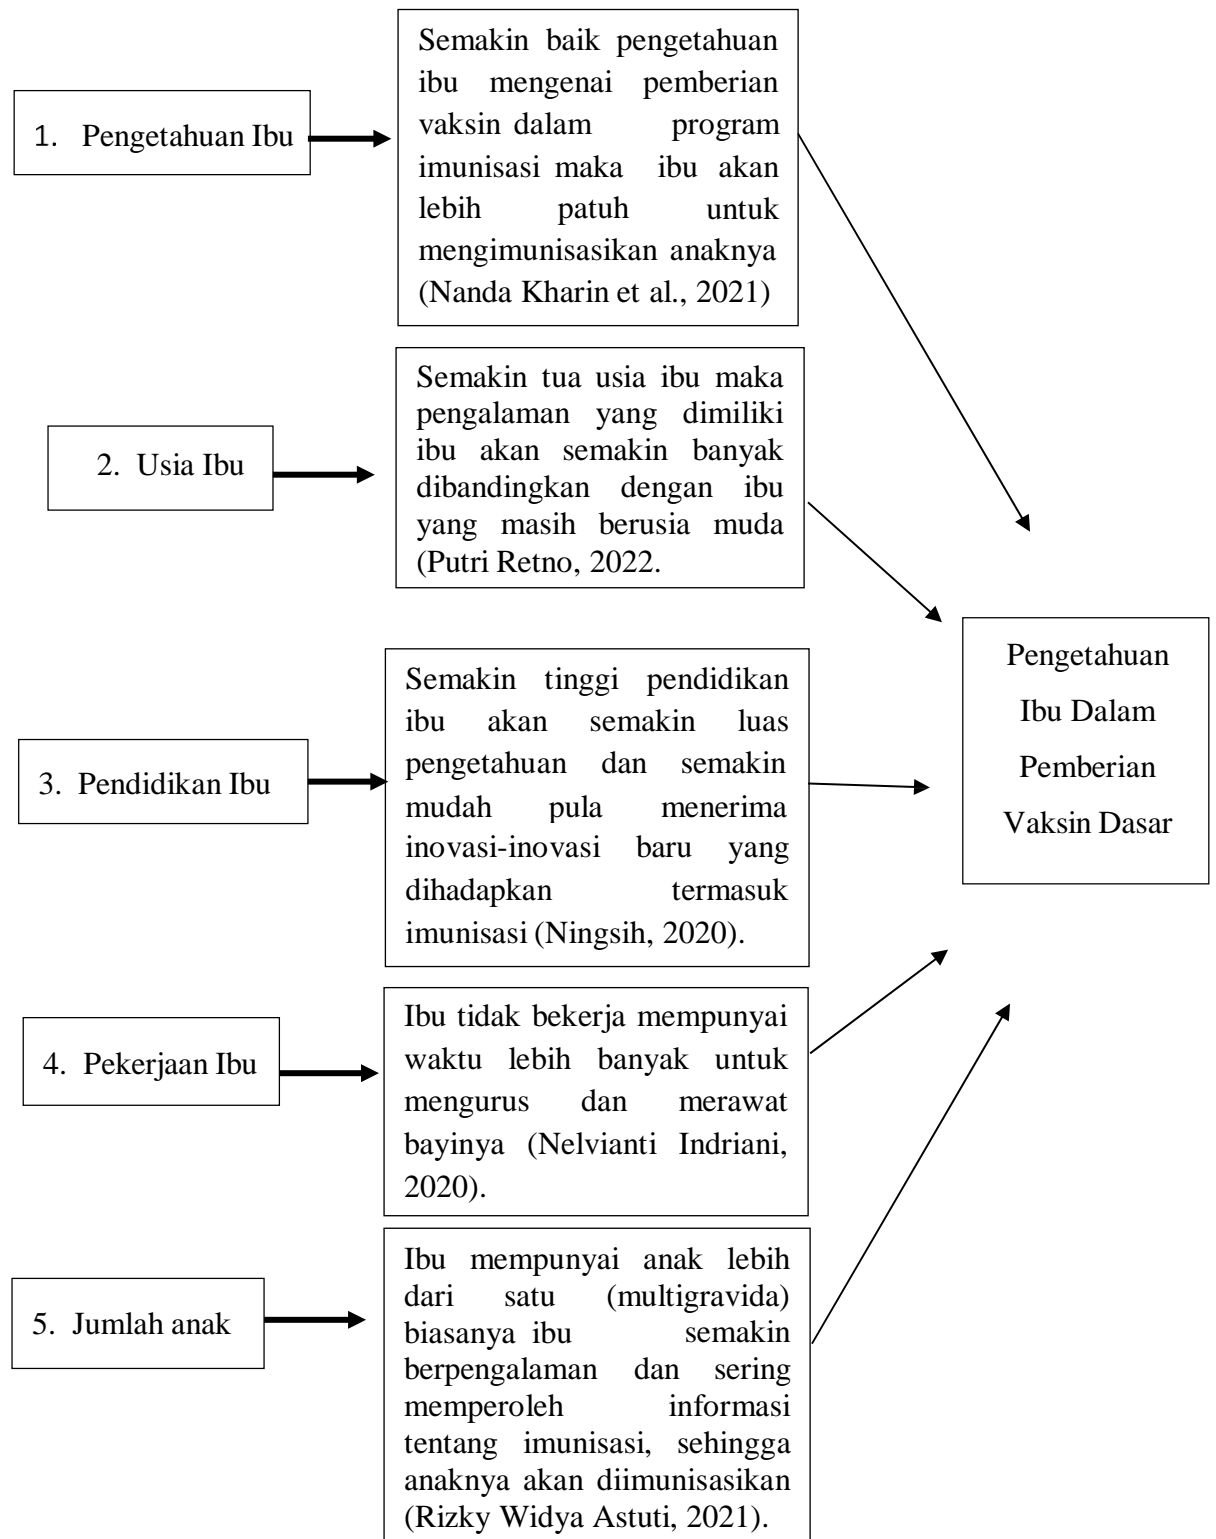 1. Pengetahuan Ibu
Semakin baik pengetahuan
ibu mengenai pemberian
vaksin dalam program
imunisasi maka ibu akan
lebih patuh untuk
mengimunisasikan anaknya
(Nanda Kharin et al., 2021)
2. Usia Ibu
Semakin tua usia ibu maka
pengalaman yang dimiliki
ibu akan semakin banyak
dibandingkan dengan ibu
yang masih berusia muda
(Putri Retno, 2022.
3. Pendidikan Ibu
Semakin tinggi pendidikan
ibu akan semakin luas
pengetahuan dan semakin
mudah pula menerima
inovasi-inovasi baru yang
dihadapkan termasuk
imunisasi (Ningsih, 2020).
4. Pekerjaan Ibu
Ibu tidak bekerja mempunyai
waktu lebih banyak untuk
mengurus dan merawat
bayinya (Nelvianti Indriani,
2020).
5. Jumlah anak
Ibu mempunyai anak lebih
dari satu (multigravida)
biasanya ibu semakin
berpengalaman dan sering
memperoleh informasi
tentang imunisasi, sehingga
anaknya akan diimunisasikan
(Rizky Widya Astuti, 2021).
Pengetahuan
Ibu Dalam
Pemberian
Vaksin Dasar